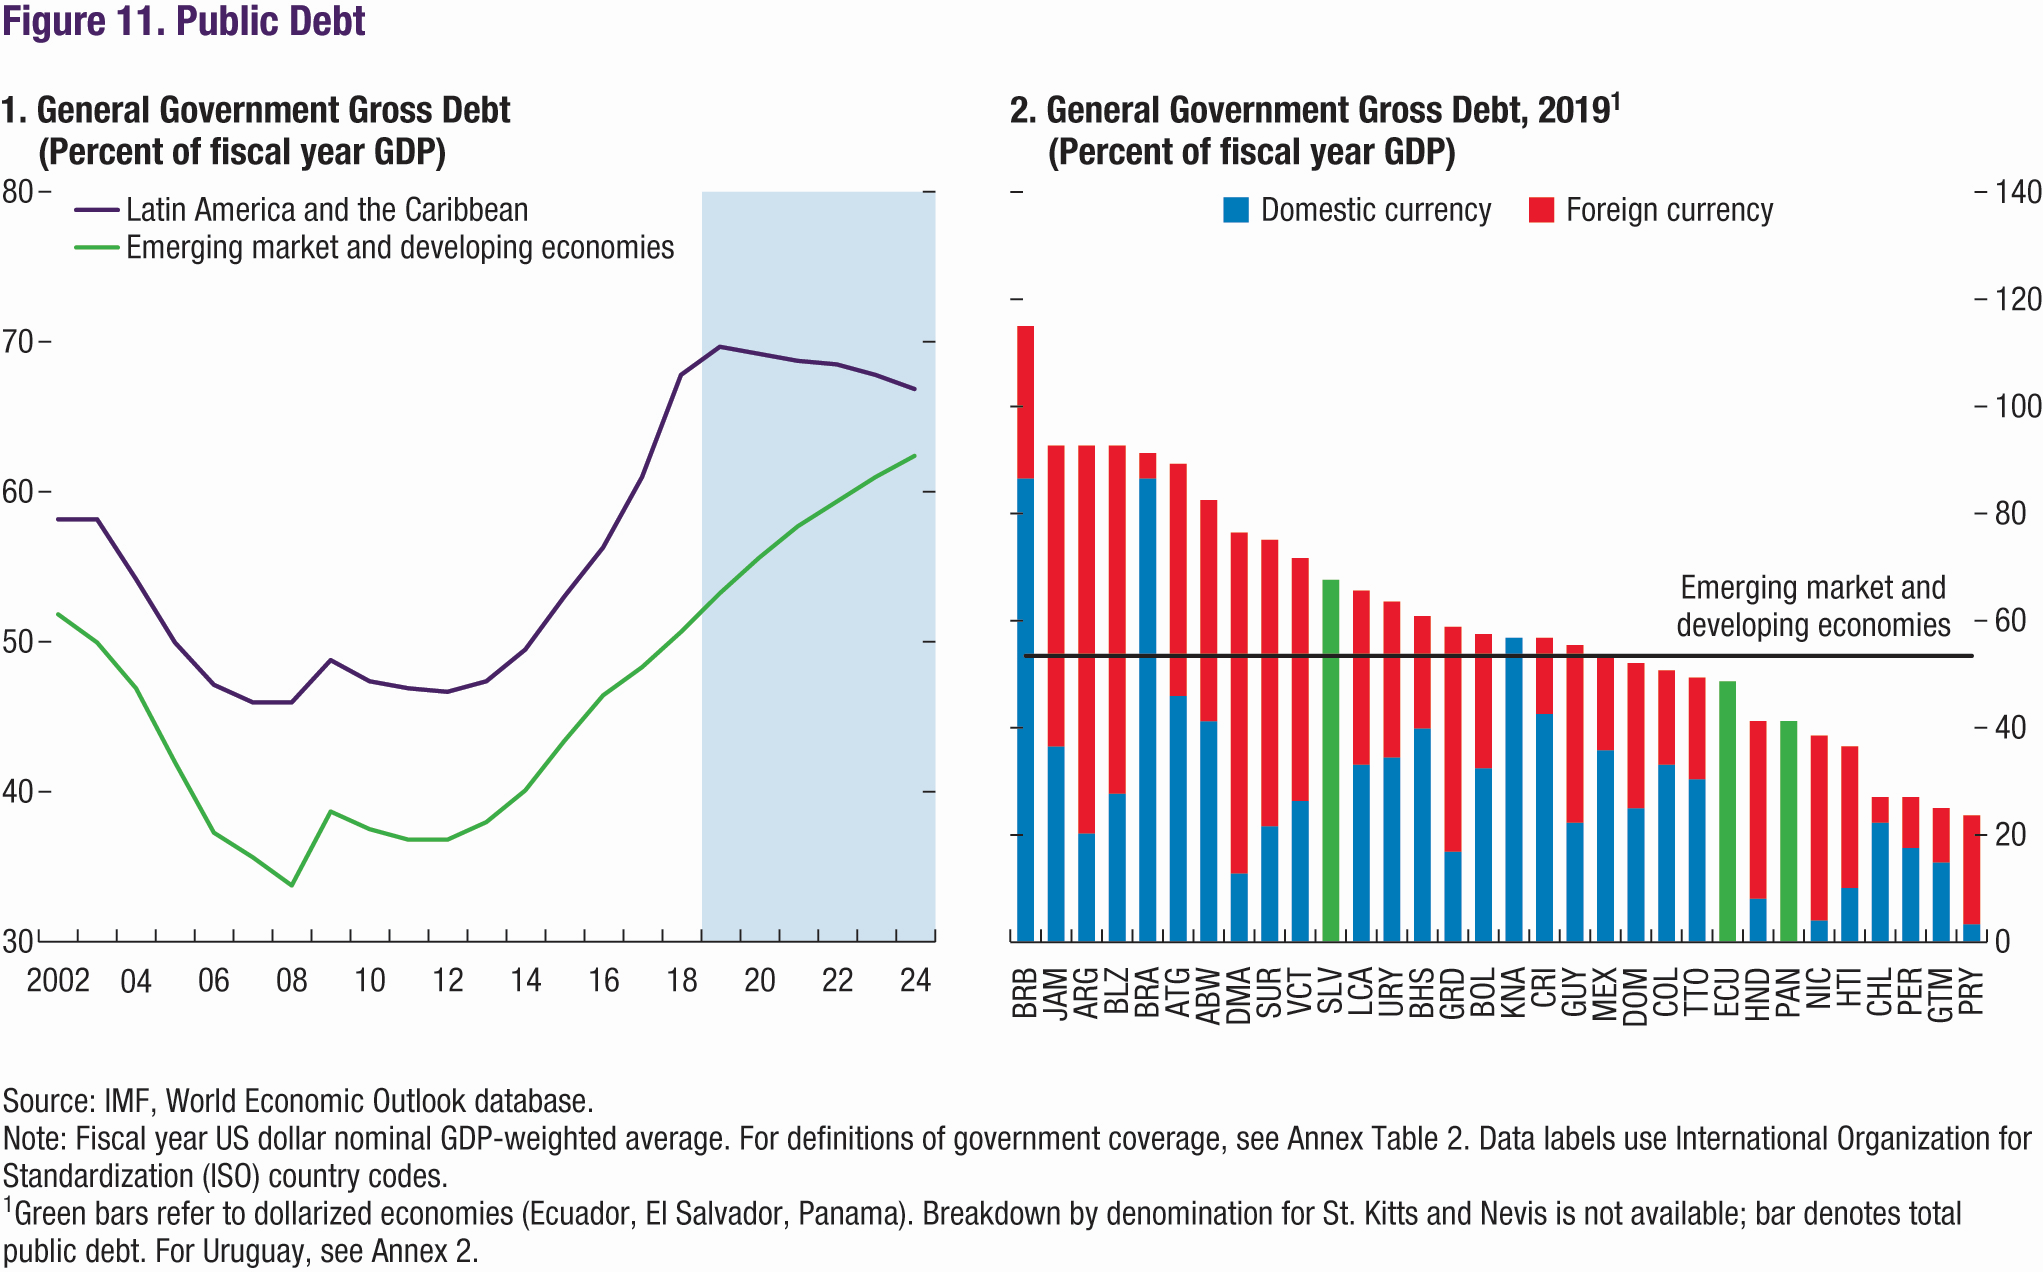 Figure 11. Public Debt
1. General Government Gross Debt
(Percent of fiscal year GDP)
80
70
60
50
40
30
Latin America and the Caribbean
Emerging market and developing economies
2002 04 06 08 10 12 14 16 18 20 22 24
2. General Government Gross Debt, 2019¹
(Percent of fiscal year GDP)
Domestic currency Foreign currency
140
120
100
80
60
40
20
0
Emerging market and
developing economies
BRB JAM ARG BLZ BRA ATG ABW DMA SUR VCT SLV LCA URY BHS GRD BOL KNA CRI GUY MEX DOM COL TTO ECU HND PAN NIC HTI CHL PER GTM PRY
Source: IMF, World Economic Outlook database.
Note: Fiscal year US dollar nominal GDP-weighted average. For definitions of government coverage, see Annex Table 2. Data labels use International Organization for
Standardization (ISO) country codes.
¹Green bars refer to dollarized economies (Ecuador, El Salvador, Panama). Breakdown by denomination for St. Kitts and Nevis is not available; bar denotes total
public debt. For Uruguay, see Annex 2.